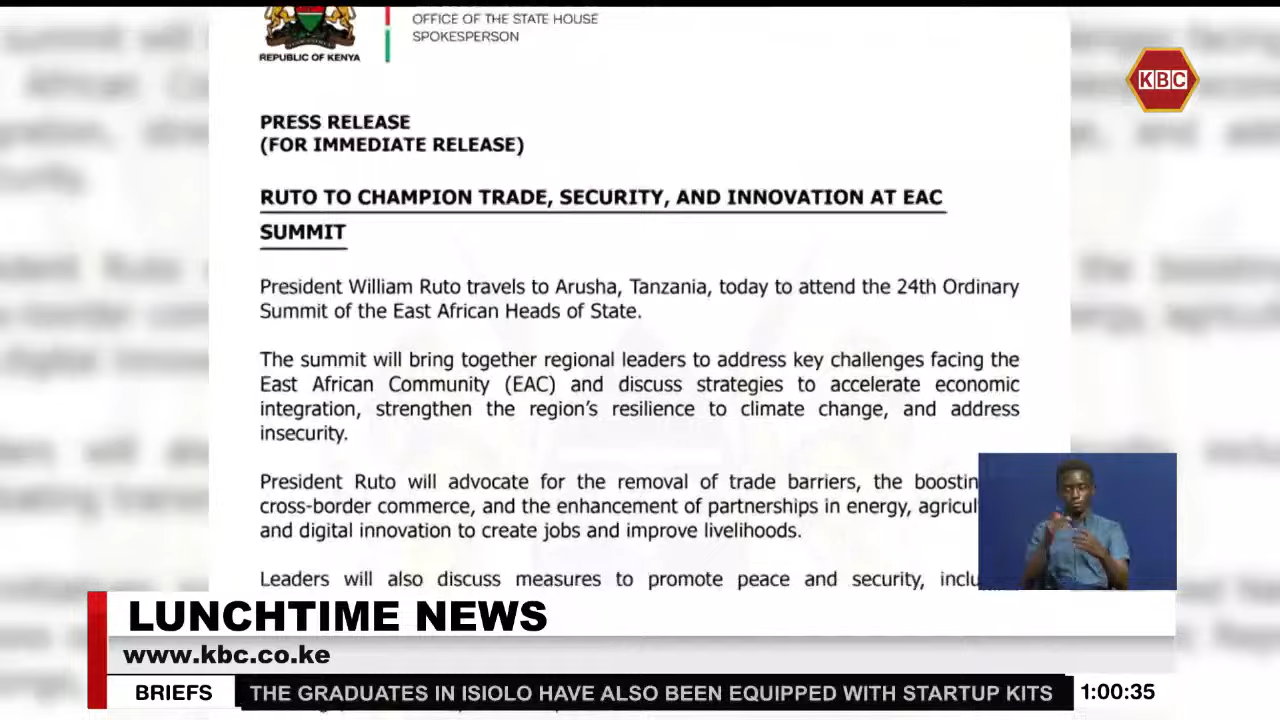 OFFICE OF THE STATE HOUSE
SPOKESPERSON
REPUBLIC OF KENYA
KBC
PRESS RELEASE
(FOR IMMEDIATE RELEASE)
RUTO TO CHAMPION TRADE, SECURITY, AND INNOVATION AT EAC
SUMMIT
President William Ruto travels to Arusha, Tanzania, today to attend the 24th Ordinary
Summit of the East African Heads of State.
The summit will bring together regional leaders to address key challenges facing the
East African Community (EAC) and discuss strategies to accelerate economic
integration, strengthen the region's resilience to climate change, and address
insecurity.
President Ruto will advocate for the removal of trade barriers, the
cross-border commerce, and the enhancement of partnerships in energy,
and digital innovation to create jobs and improve livelihoods.
Leaders will also discuss measures to promote peace and security,
LUNCHTIME NEWS
www.kbc.co.ke
BRIEFS THE GRADUATES IN ISIOLO HAVE ALSO BEEN EQUIPPED WITH STARTUP KITS 1:00:35